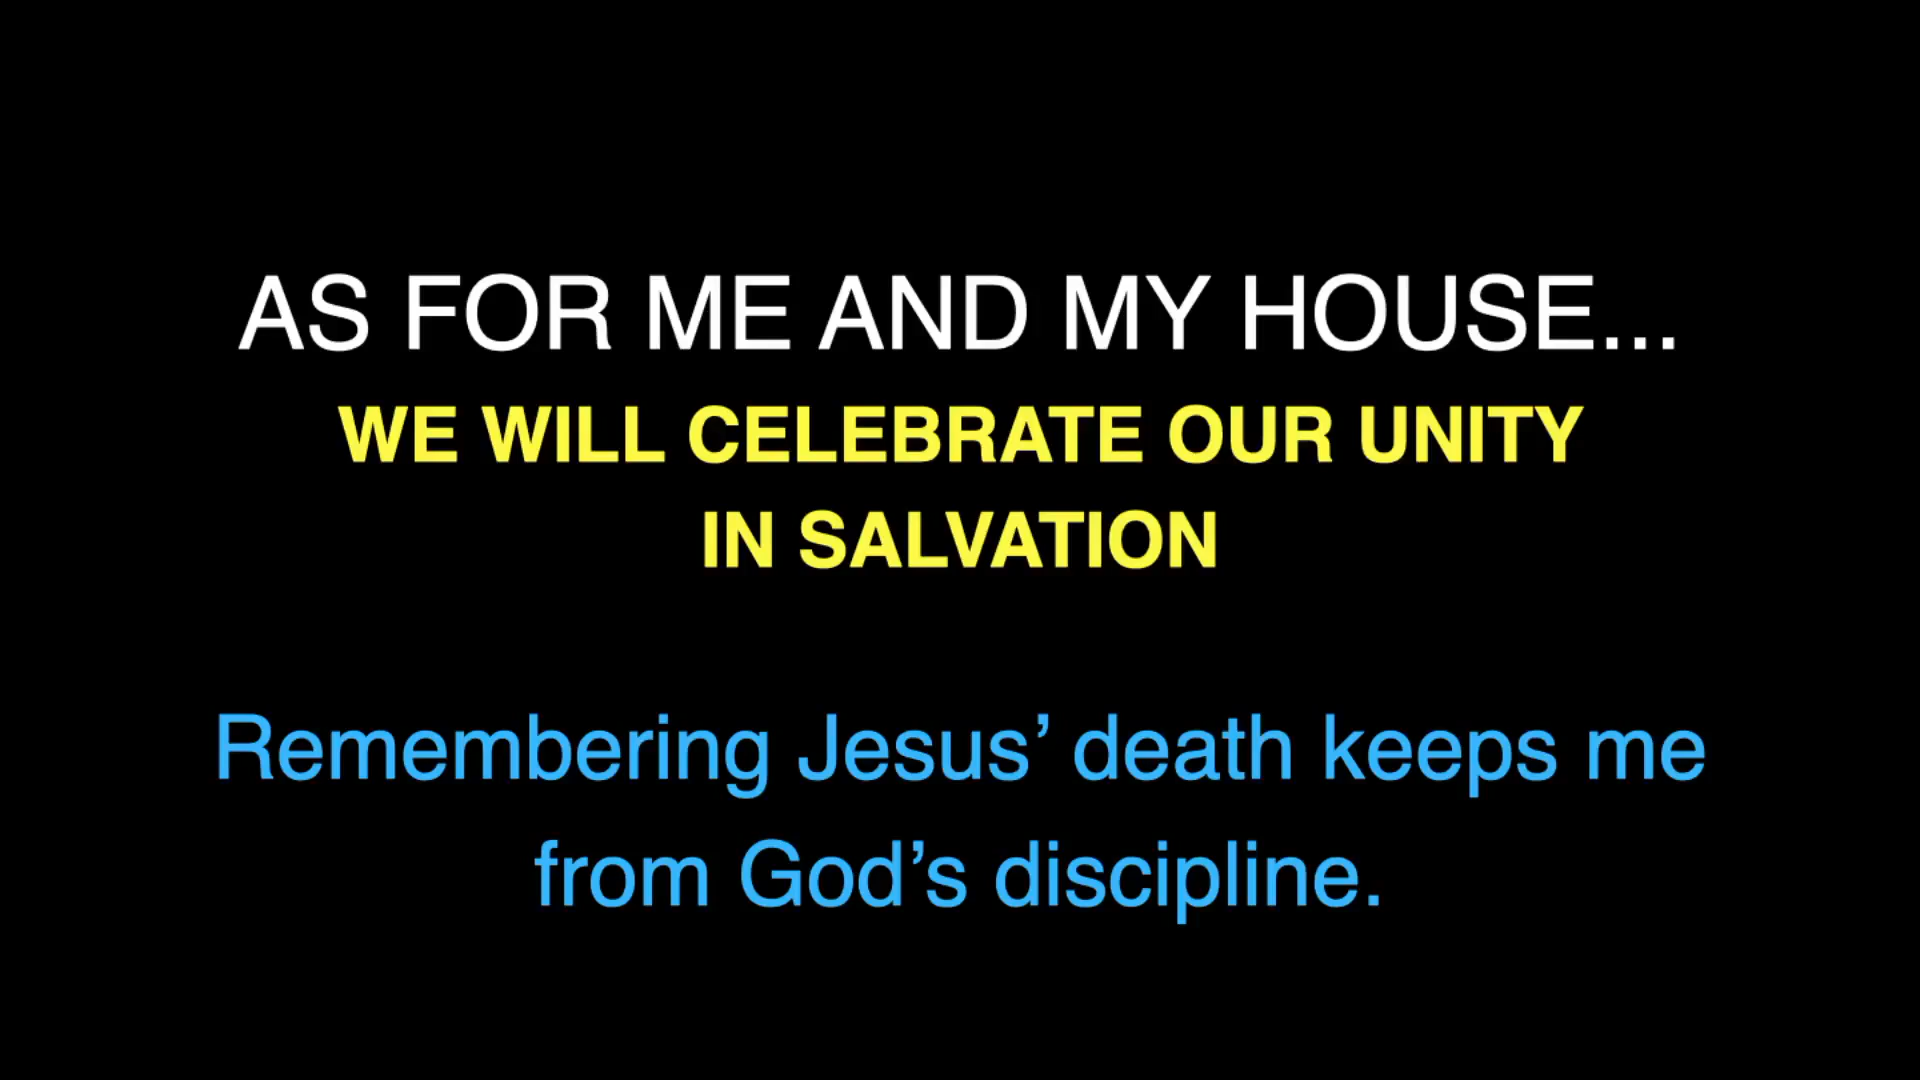 AS FOR ME AND MY HOUSE...
WE WILL CELEBRATE OUR UNITY
IN SALVATION
Remembering Jesus’ death keeps me
from God’s discipline.